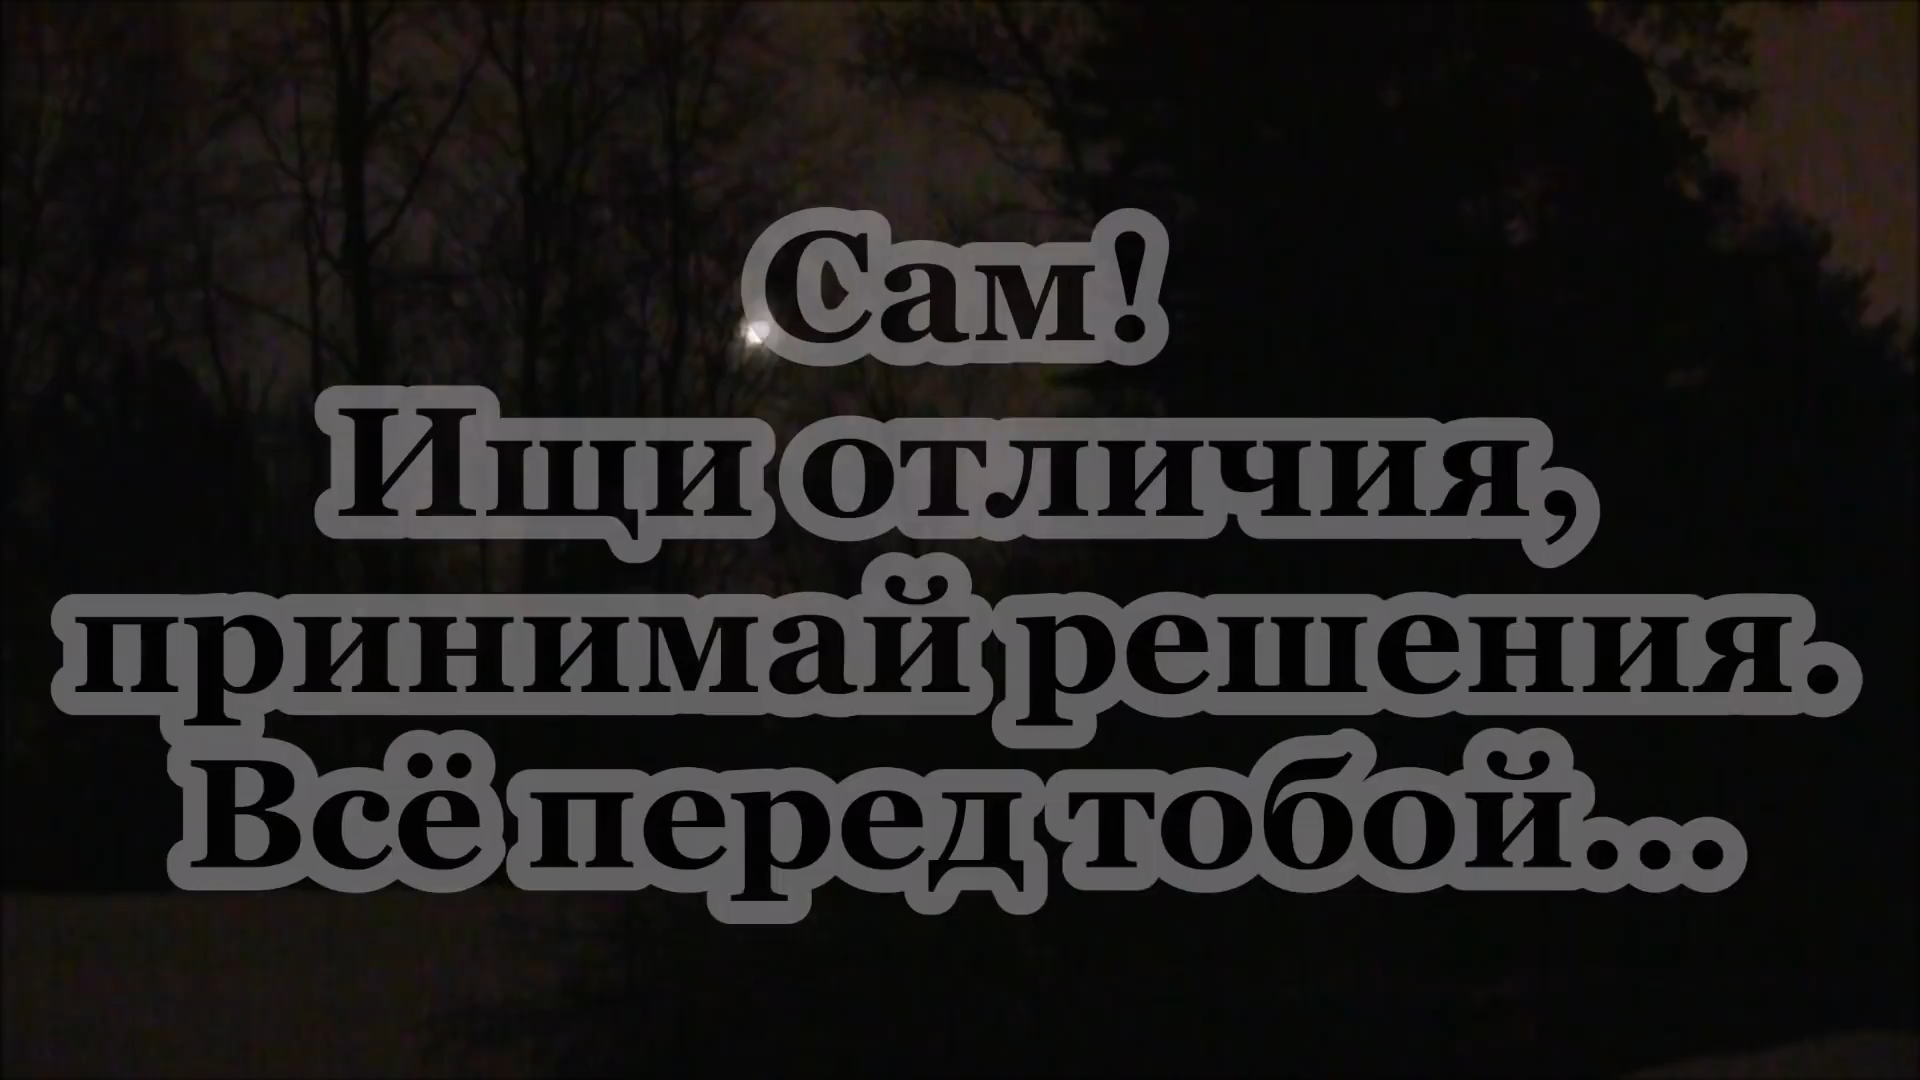 Сам!
Ищи отличия,
принимай решения.
Всё перед тобой...